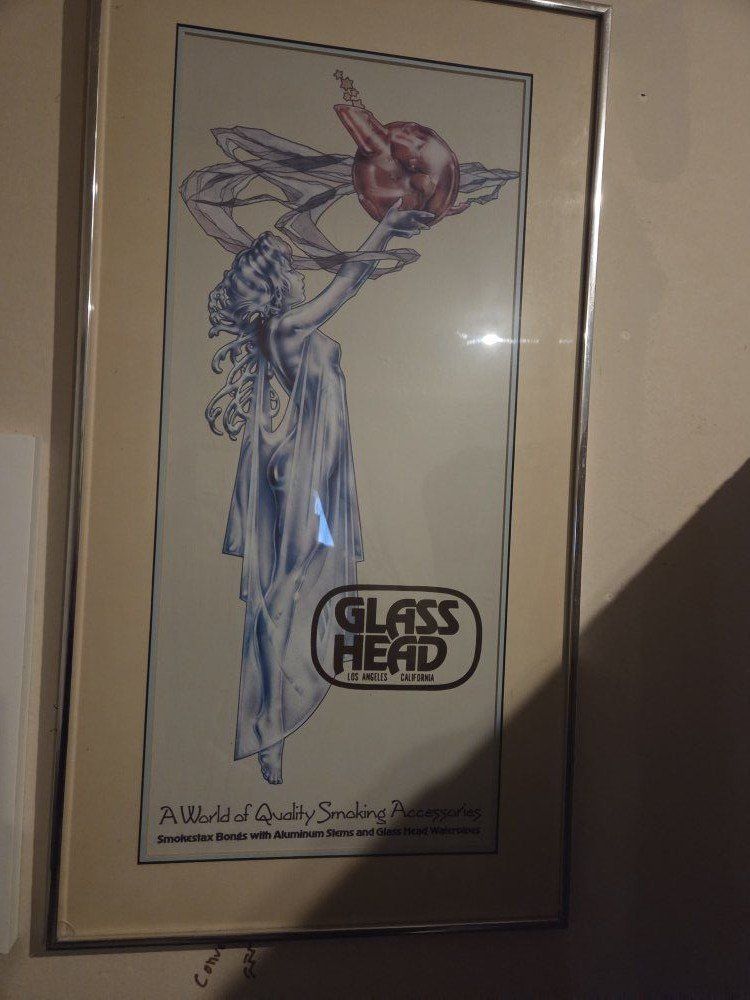 GLASS
HEAD
LOS ANGELES CALIFORNIA
A World of Quality Smoking Accessories
Smokestax Bongs with Aluminum Stems and Glass Head Waterpipes